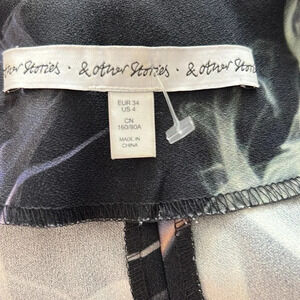 & other Stories · & other Stories · & other Stories
EUR 34
US 4
CN
160/80A
MADE IN
CHINA